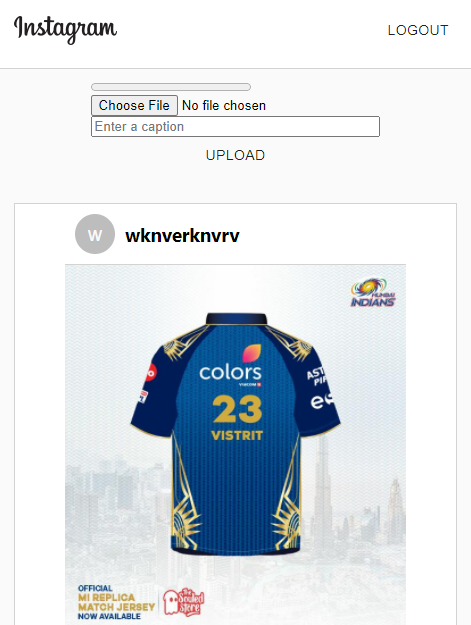 Instagram
LOGOUT
Choose File No file chosen
Enter a caption
UPLOAD
W
wknverknvrv
MUMBAI
INDIANS
colors
VIACOM 18
23
VISTRIT
OFFICIAL
MI REPLICA
MATCH JERSEY
NOW AVAILABLE
The
Souled
Store